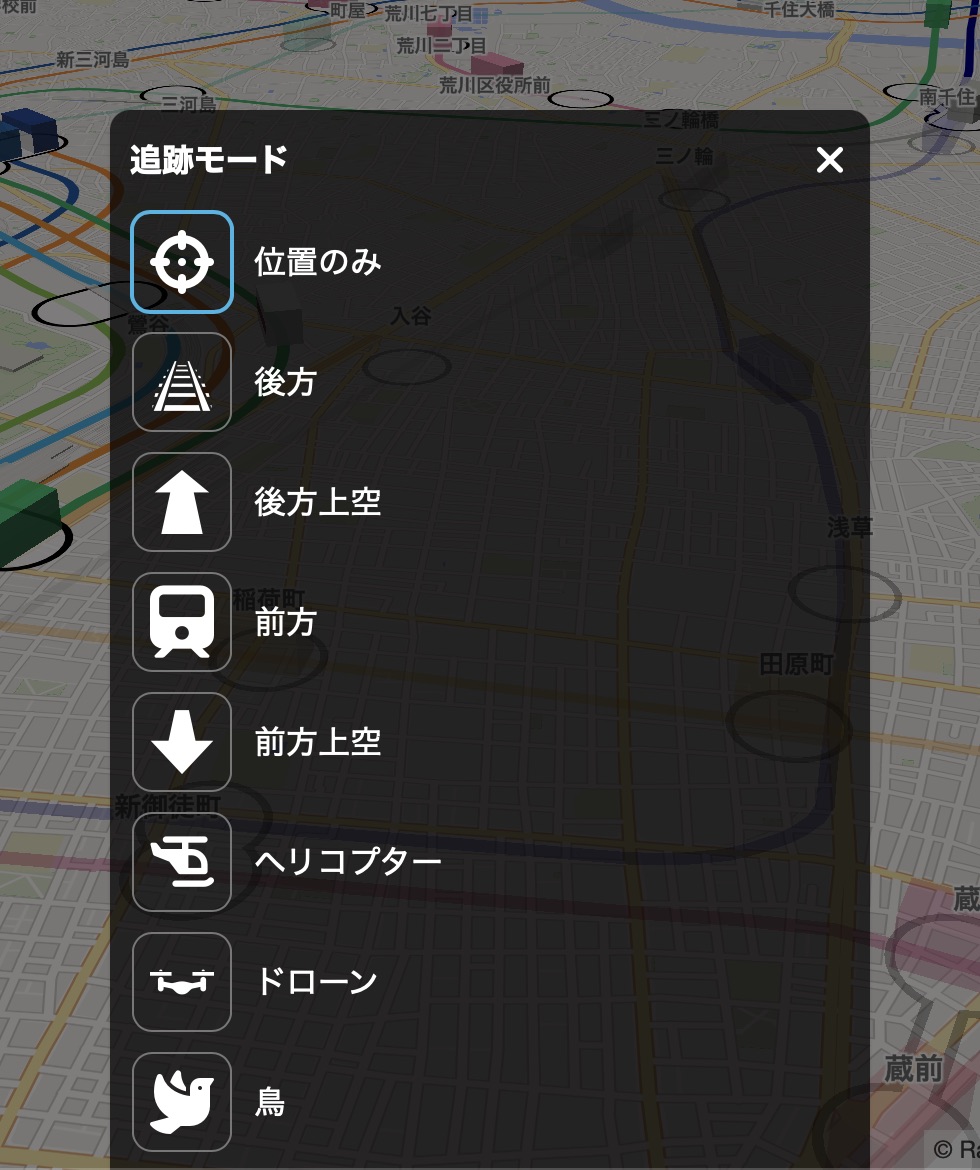 町屋
荒川七丁目
千住大橋
荒川二丁目
新三河島
荒川区役所前
三河島
南千住
三ノ輪橋
三ノ輪
追跡モード
位置のみ
鶯谷
入谷
後方
後方上空
浅草
稲荷町
前方
田原町
前方上空
新御徒町
ヘリコプター
蔵
ドローン
蔵前
鳥
© Ra